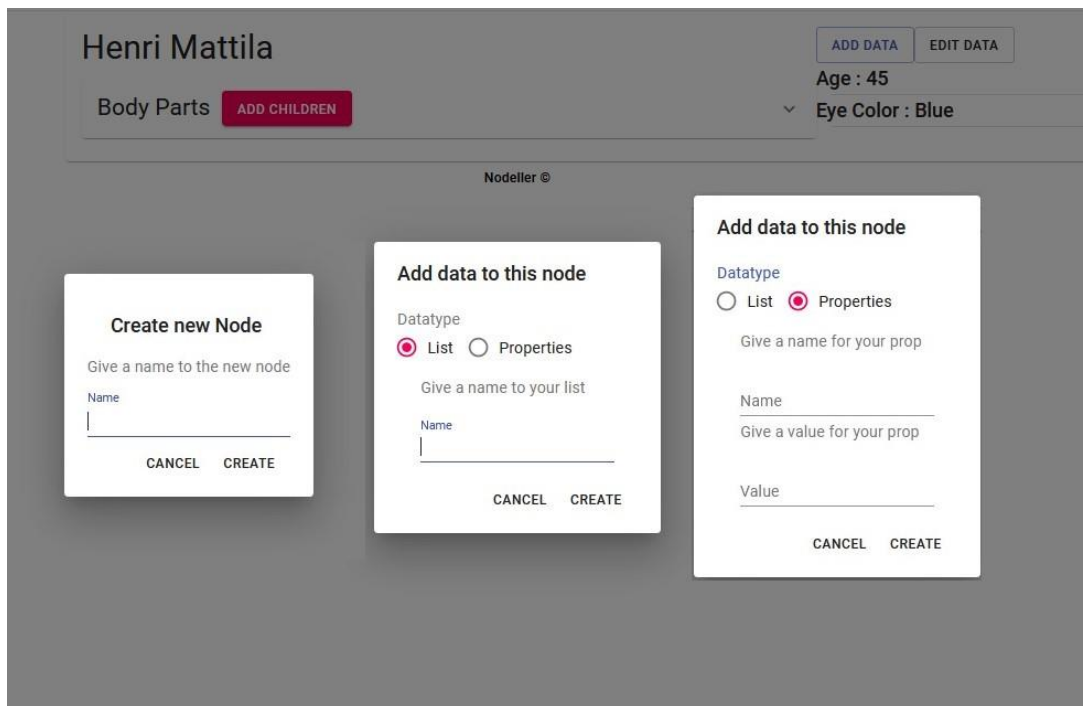 Henri Mattila
ADD DATA EDIT DATA
Age : 45
Body Parts ADD CHILDREN
Eye Color : Blue
Nodeller ©
Create new Node
Give a name to the new node
Name
CANCEL CREATE
Add data to this node
Datatype
List Properties
Give a name to your list
Name
CANCEL CREATE
Add data to this node
Datatype
List Properties
Give a name for your prop
Name
Give a value for your prop
Value
CANCEL CREATE